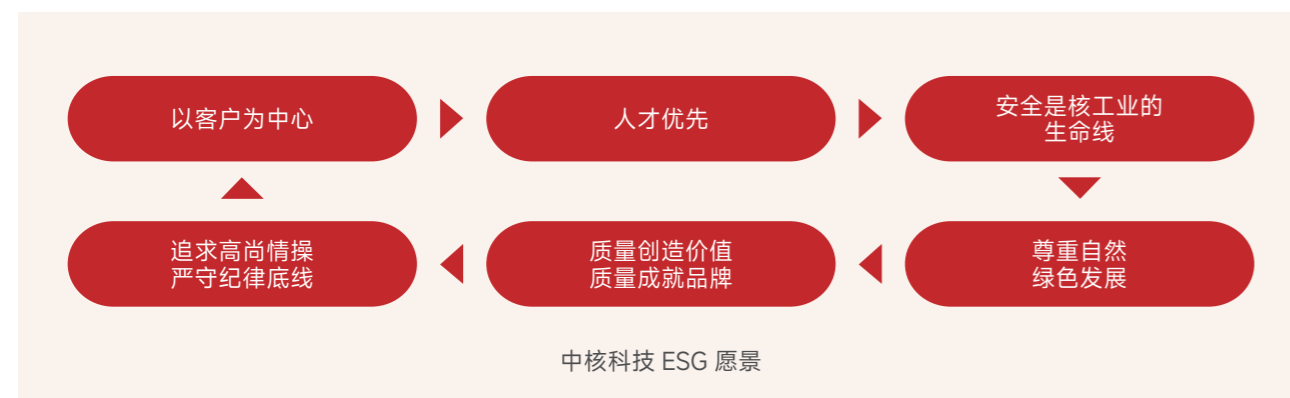 以客户为中心
人才优先
安全是核工业的
生命线
追求高尚情操
严守纪律底线
质量创造价值
质量成就品牌
尊重自然
绿色发展
中核科技 ESG 愿景